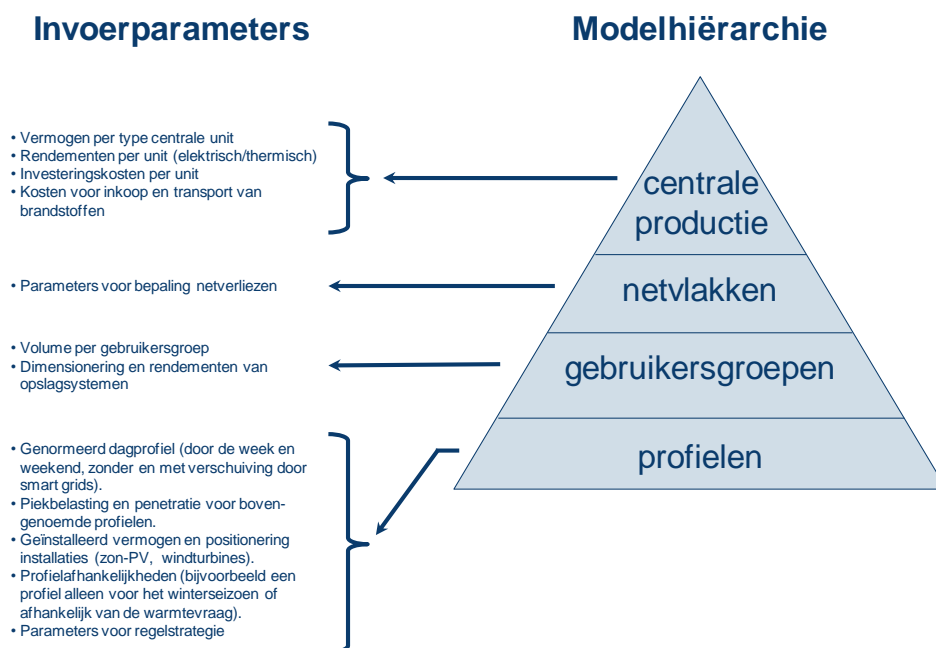 Invoerparameters
Modelhiërarchie
• Vermogen per type centrale unit
• Rendementen per unit (elektrisch/thermisch)
• Investeringskosten per unit
• Kosten voor inkoop en transport van
brandstoffen
centrale
productie
• Parameters voor bepaling netverliezen
netvlakken
• Volume per gebruikersgroep
• Dimensionering en rendementen van
opslagsystemen
gebruikersgroepen
• Genormeerd dagprofiel (door de week en
weekend, zonder en met verschuiving door
smart grids).
• Piekbelasting en penetratie voor boven-
genoemde profielen.
• Geïnstalleerd vermogen en positionering
installaties (zon-PV, windturbines).
• Profielafhankelijkheden (bijvoorbeeld een
profiel alleen voor het winterseizoen of
afhankelijk van de warmtevraag).
• Parameters voor regelstrategie
profielen